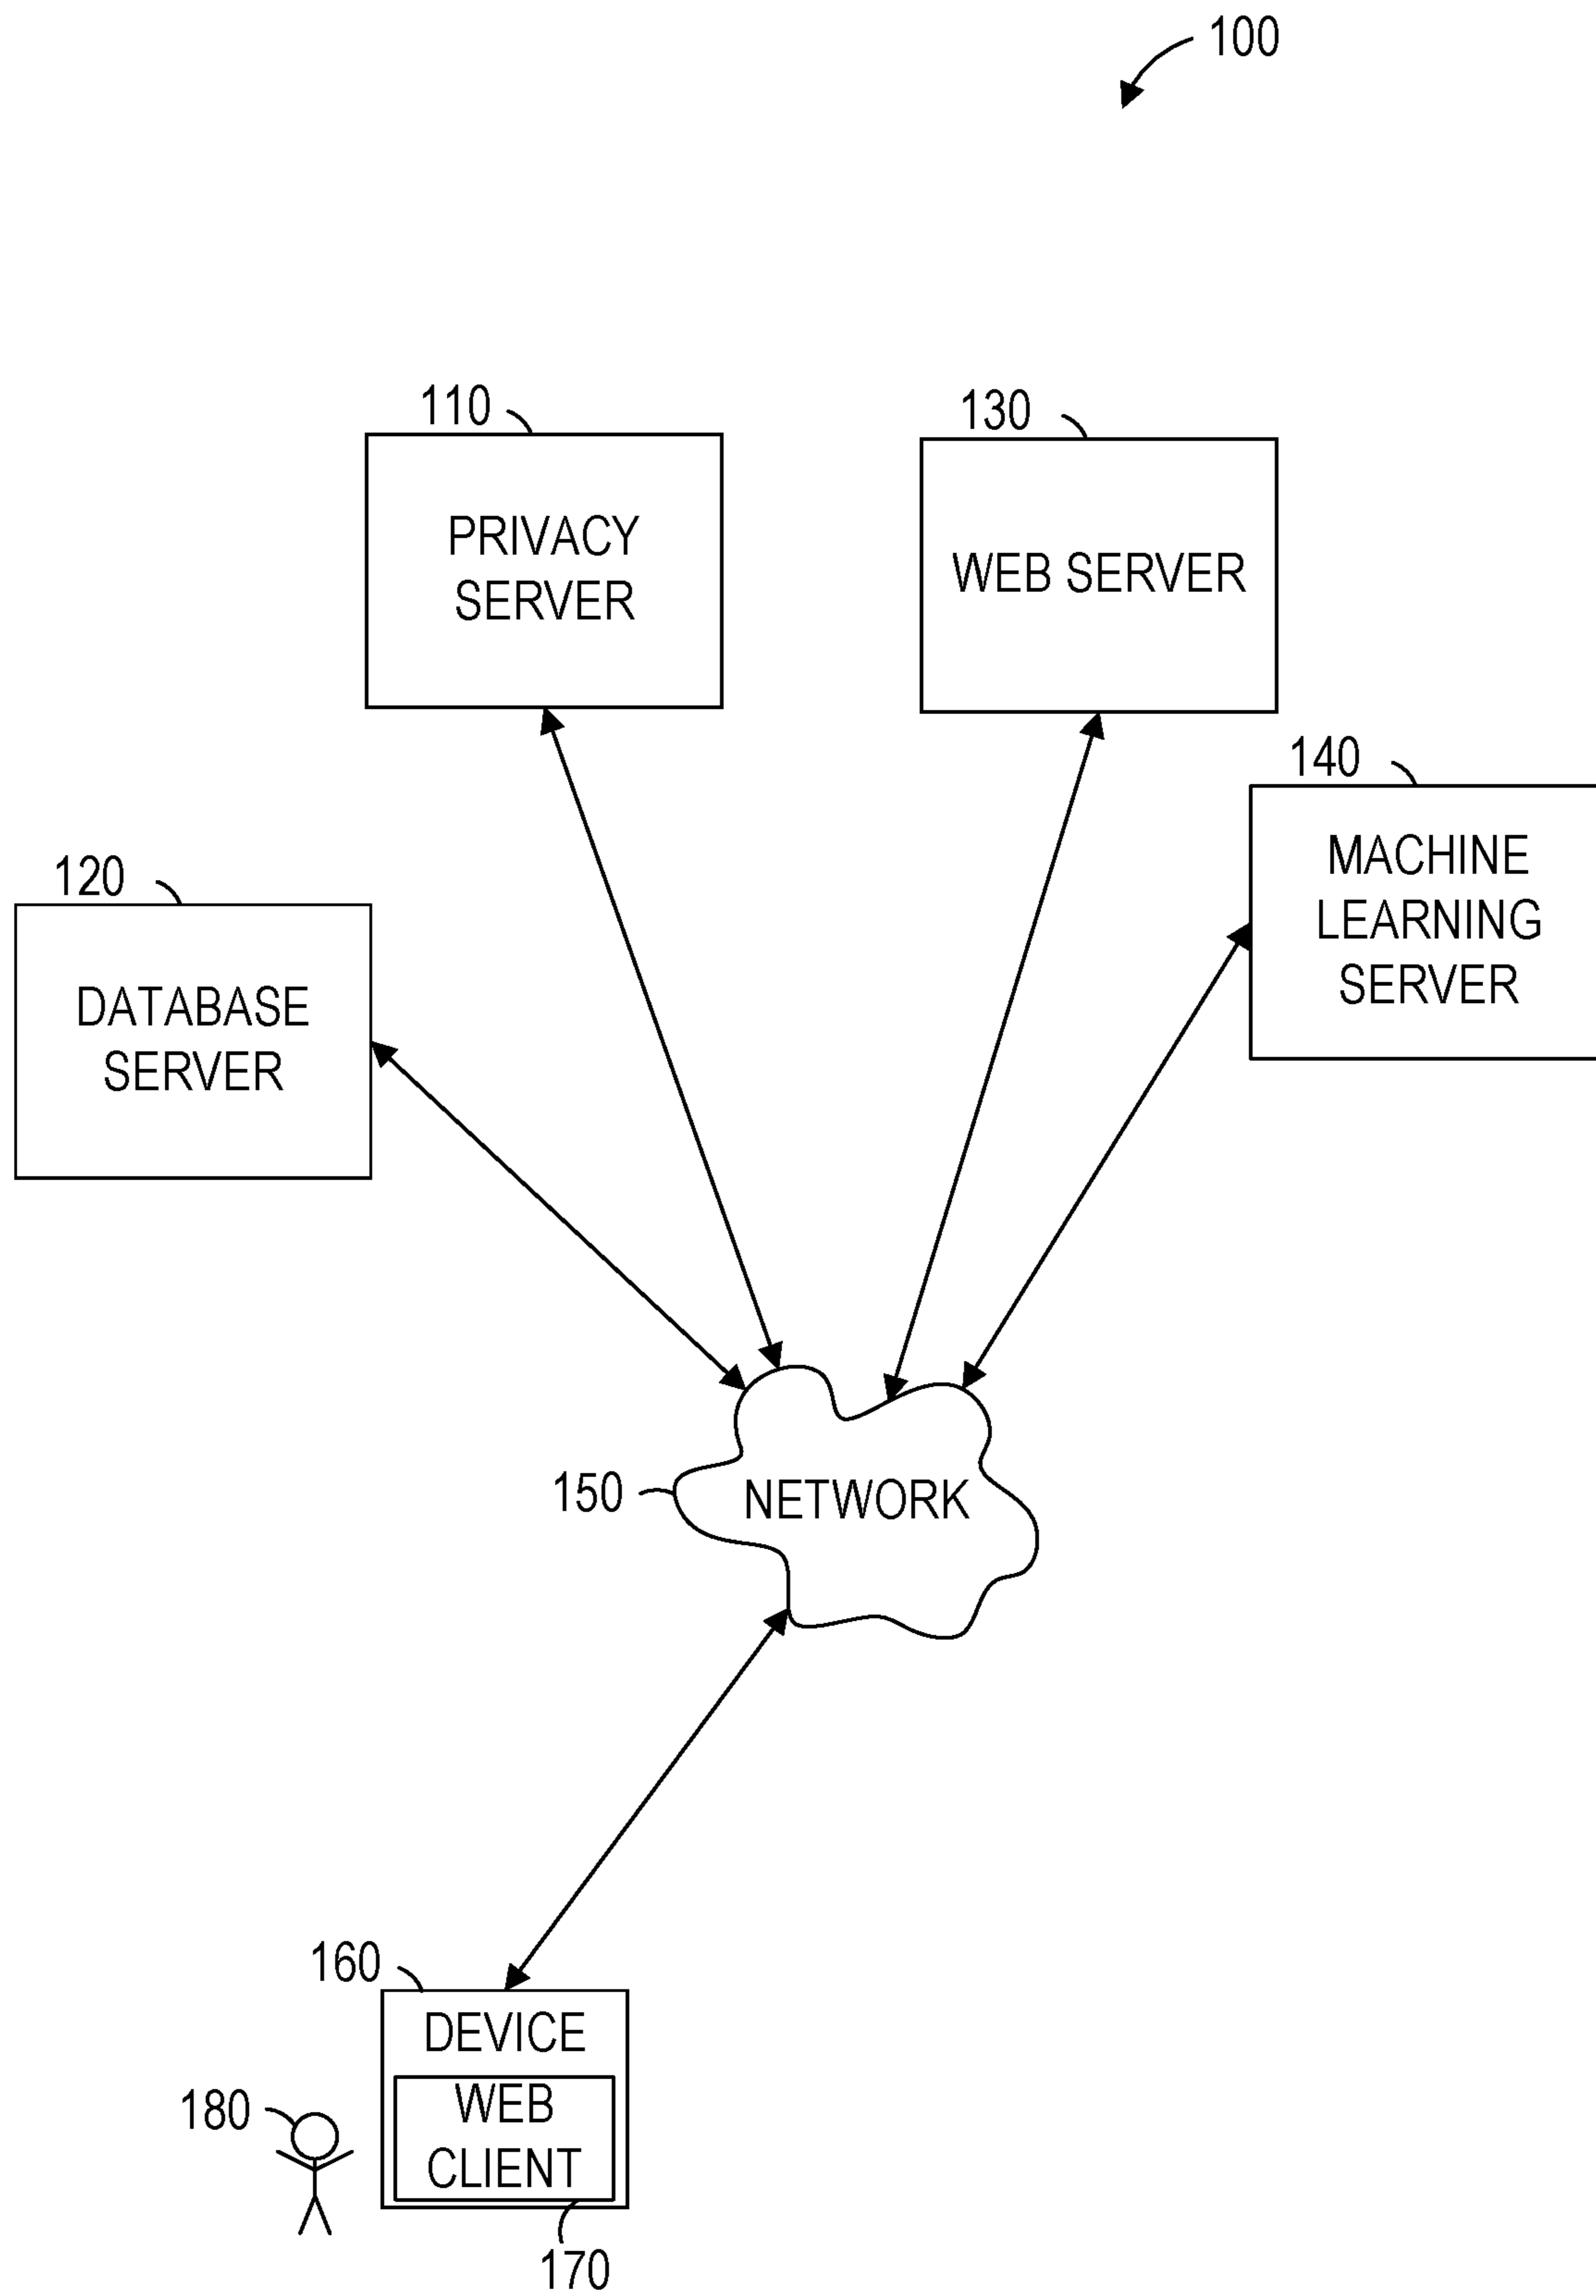 100
110
PRIVACY
SERVER
130
WEB SERVER
140
MACHINE
LEARNING
SERVER
120
DATABASE
SERVER
150
NETWORK
160
DEVICE
WEB
CLIENT
180
170